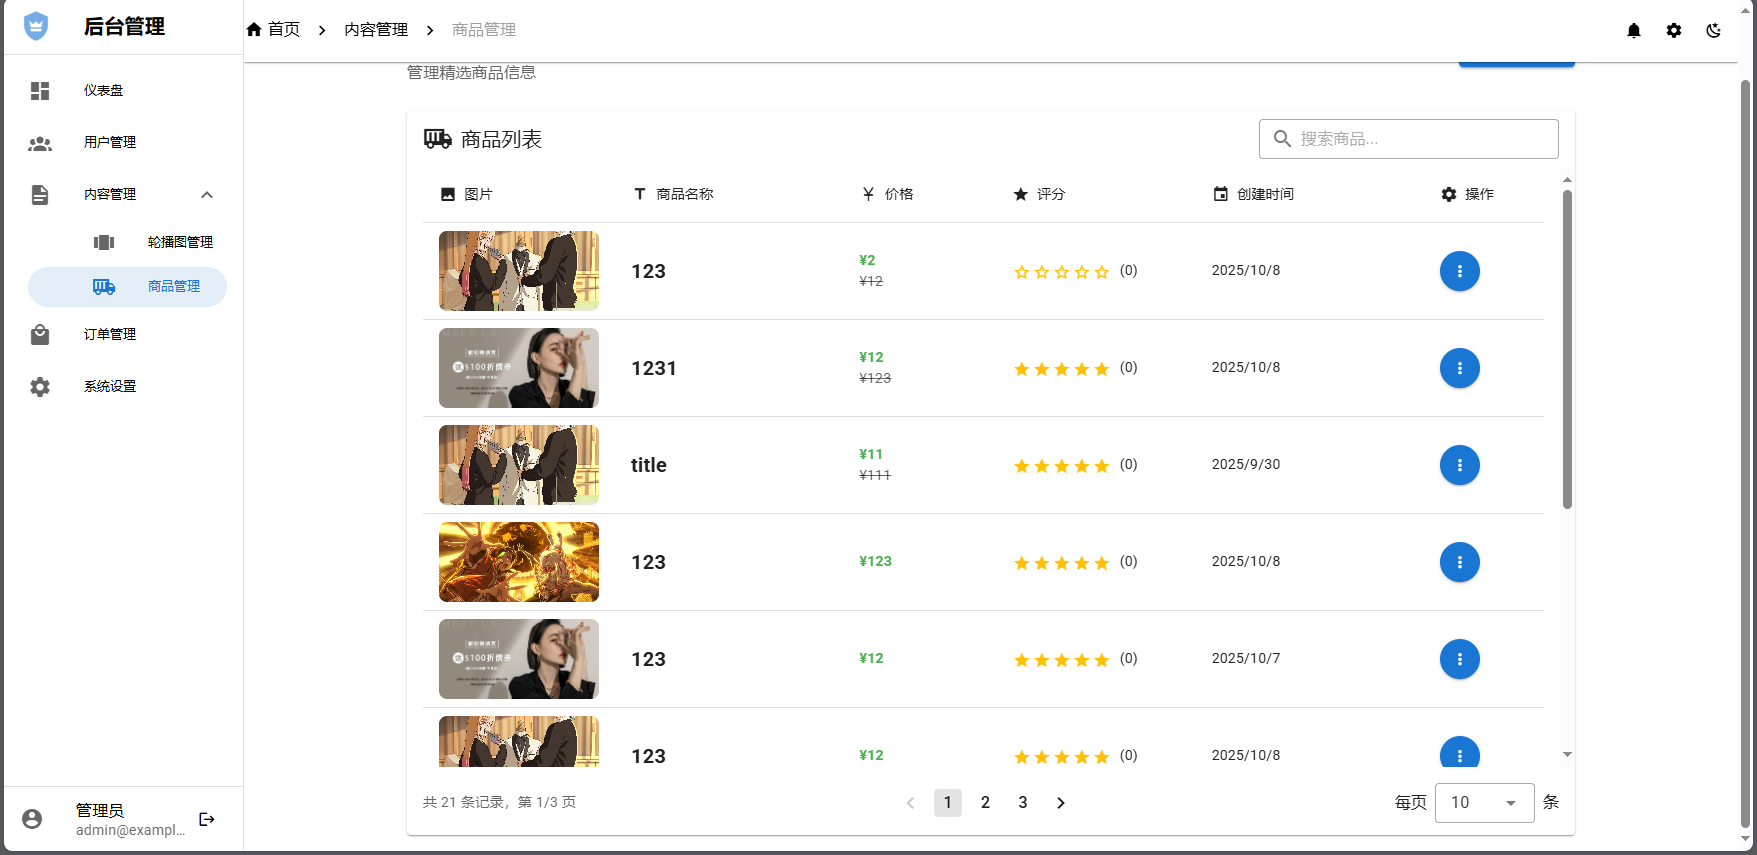 后台管理
首页 内容管理 商品管理
仪表盘
用户管理
内容管理
轮播图管理
商品管理
订单管理
系统设置
管理员
admin@exampl...
管理精选商品信息
商品列表
搜索商品...
图片 商品名称 价格 评分 创建时间 操作
123 ¥2 ¥12 (0) 2025/10/8
1231 ¥12 ¥123 (0) 2025/10/8
title ¥11 ¥111 (0) 2025/9/30
123 ¥123 (0) 2025/10/8
123 ¥12 (0) 2025/10/7
123 ¥12 (0) 2025/10/8
共 21 条记录，第 1/3 页
1 2 3
每页 10 条